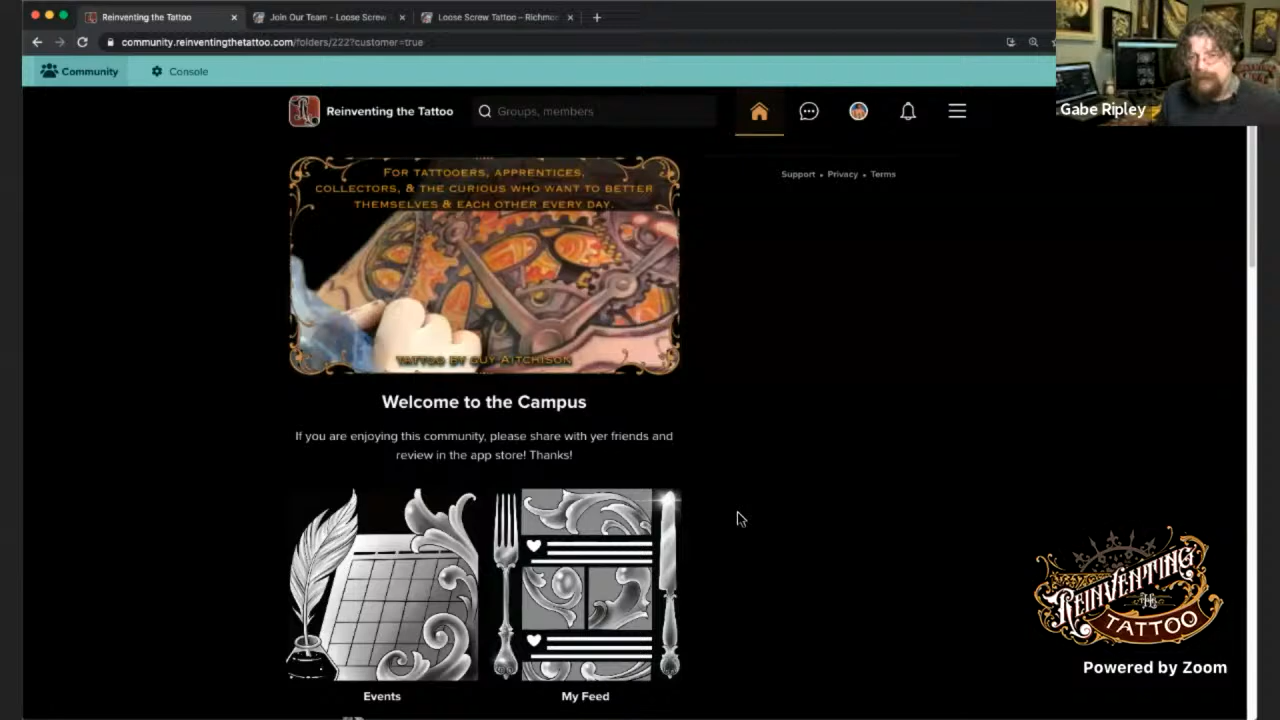 Reinventing the Tattoo
Join Our Team - Loose Screw
Loose Screw Tattoo – Richmo
community.reinventingthetattoo.com/folders/222?customer=true
Community
Console
Gabe Ripley
Reinventing the Tattoo
Groups, members
FOR TATTOOERS, APPRENTICES,
COLLECTORS, & THE CURIOUS WHO WANT TO BETTER
THEMSELVES & EACH OTHER EVERY DAY.
TATTOO BY GUY AITCHISON
Support • Privacy • Terms
Welcome to the Campus
If you are enjoying this community, please share with yer friends and
review in the app store! Thanks!
Events
My Feed
REINVENTING
THE
TATTOO
Powered by Zoom